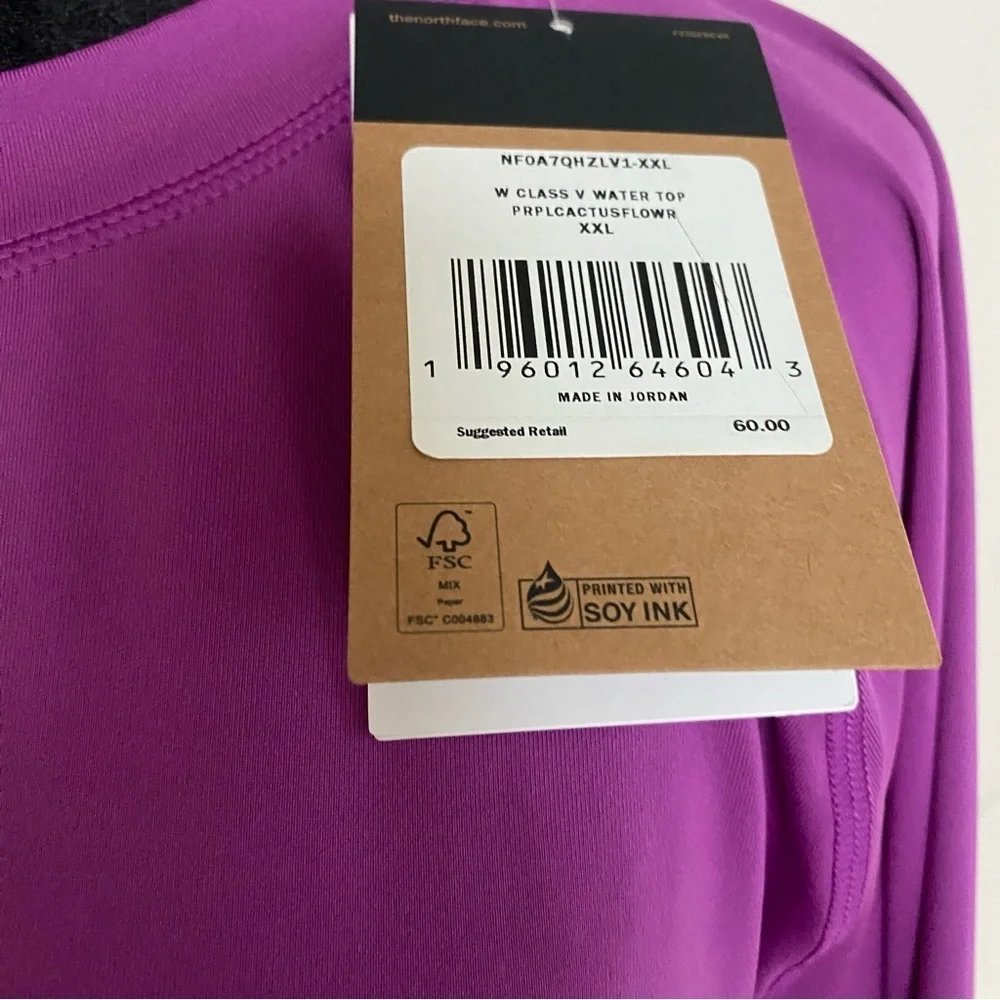 thenorthface.com
NF0A7QHZLV1-XXL
W CLASS V WATER TOP
PRPLCACTUSFLOWR
XXL
1 96012 64604 3
MADE IN JORDAN
Suggested Retail 60.00
FSC
MIX
Paper
FSC® C004883
PRINTED WITH
SOY INK